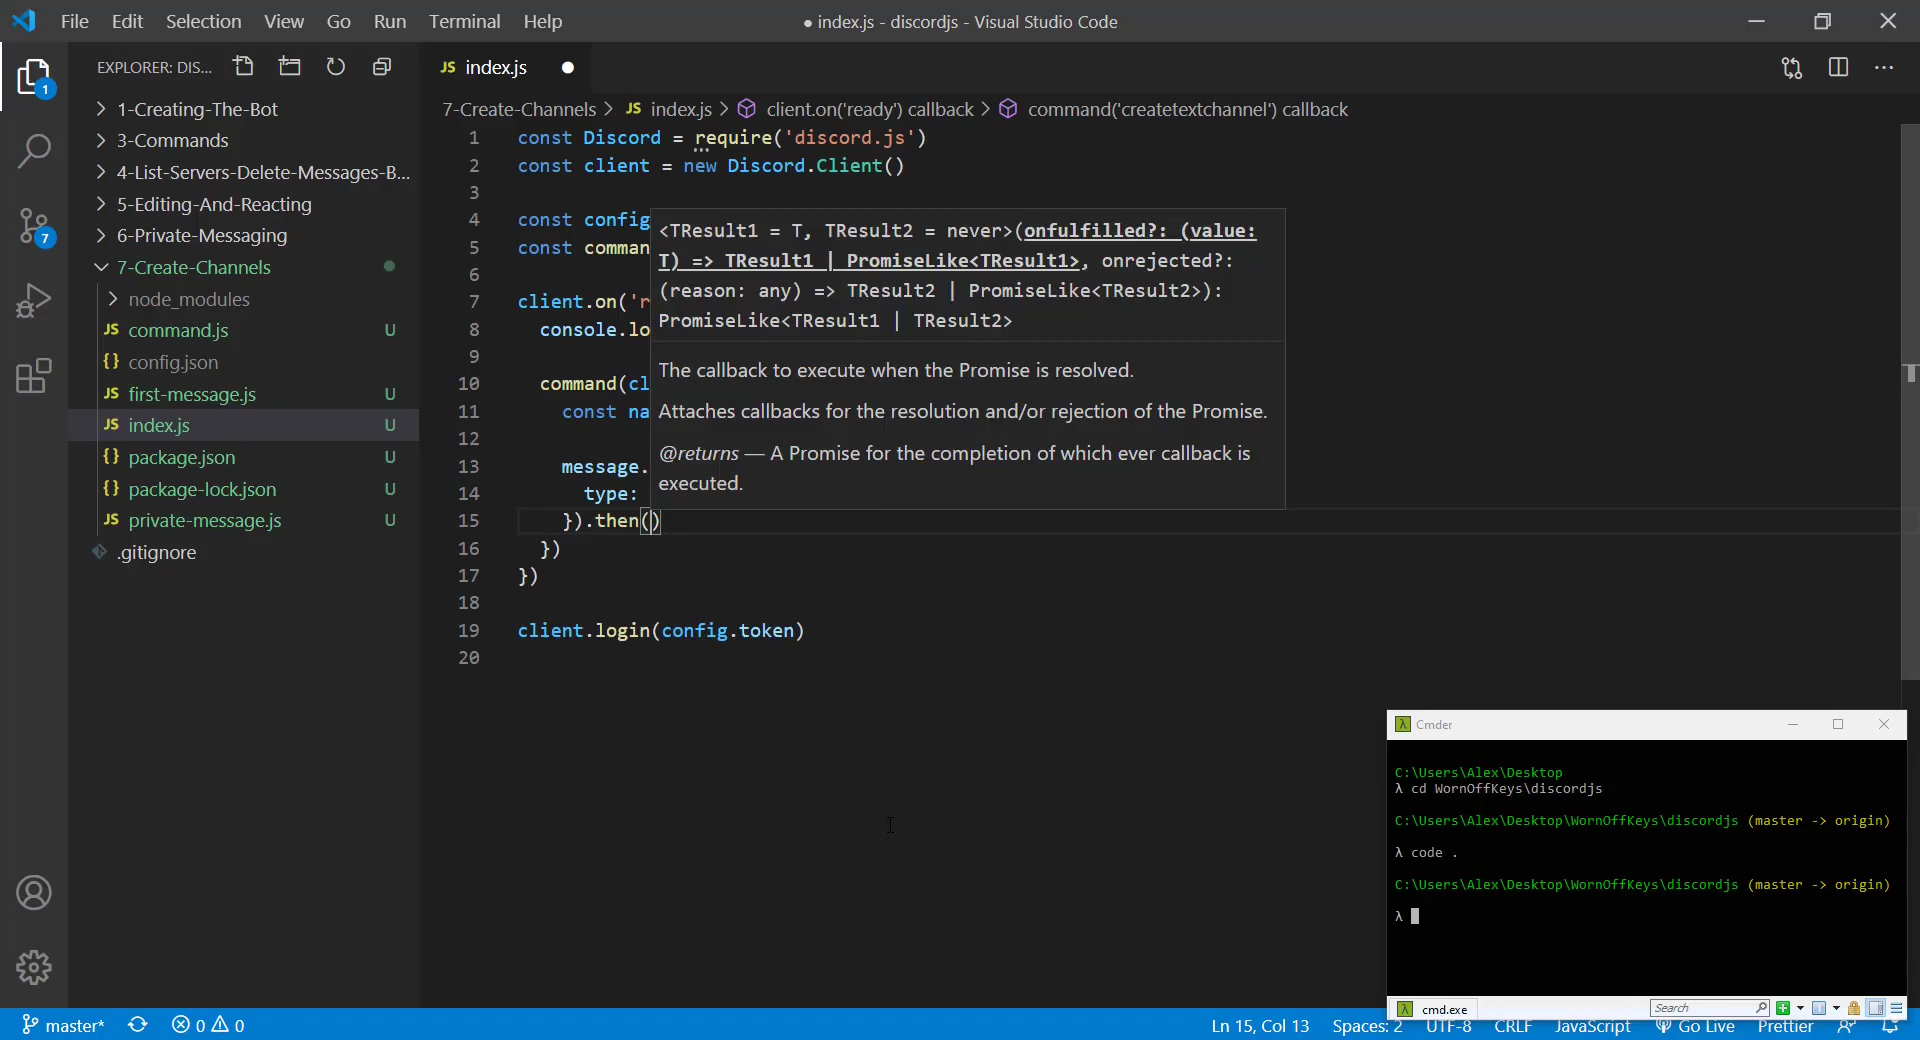 File Edit Selection View Go Run Terminal Help
● index.js - discordjs - Visual Studio Code
EXPLORER: DIS...
JS index.js ●
1-Creating-The-Bot
3-Commands
4-List-Servers-Delete-Messages-B...
5-Editing-And-Reacting
6-Private-Messaging
7-Create-Channels
node_modules
JS command.js U
{} config.json
JS first-message.js U
JS index.js U
{} package.json U
{} package-lock.json U
JS private-message.js U
.gitignore
1
7
7-Create-Channels > JS index.js > client.on('ready') callback > command('createtextchannel') callback
1 const Discord = require('discord.js')
2 const client = new Discord.Client()
3
4 const config
5 const comman
6
7 client.on('r
8 console.lo
9
10 command(cl
11 const na
12
13 message.
14 type:
15 }).then()
16 })
17 })
18
19 client.login(config.token)
20
<TResult1 = T, TResult2 = never>(onfulfilled?: (value:
T) => TResult1 | PromiseLike<TResult1>, onrejected?:
(reason: any) => TResult2 | PromiseLike<TResult2>):
PromiseLike<TResult1 | TResult2>
The callback to execute when the Promise is resolved.
Attaches callbacks for the resolution and/or rejection of the Promise.
@returns — A Promise for the completion of which ever callback is
executed.
λ Cmder
C:\Users\Alex\Desktop
λ cd WornOffKeys\discordjs
C:\Users\Alex\Desktop\WornOffKeys\discordjs (master -> origin)
λ code .
C:\Users\Alex\Desktop\WornOffKeys\discordjs (master -> origin)
λ
λ cmd.exe
Search
master* 0 0
Ln 15, Col 13 Spaces: 2 UTF-8 CRLF JavaScript Go Live Prettier